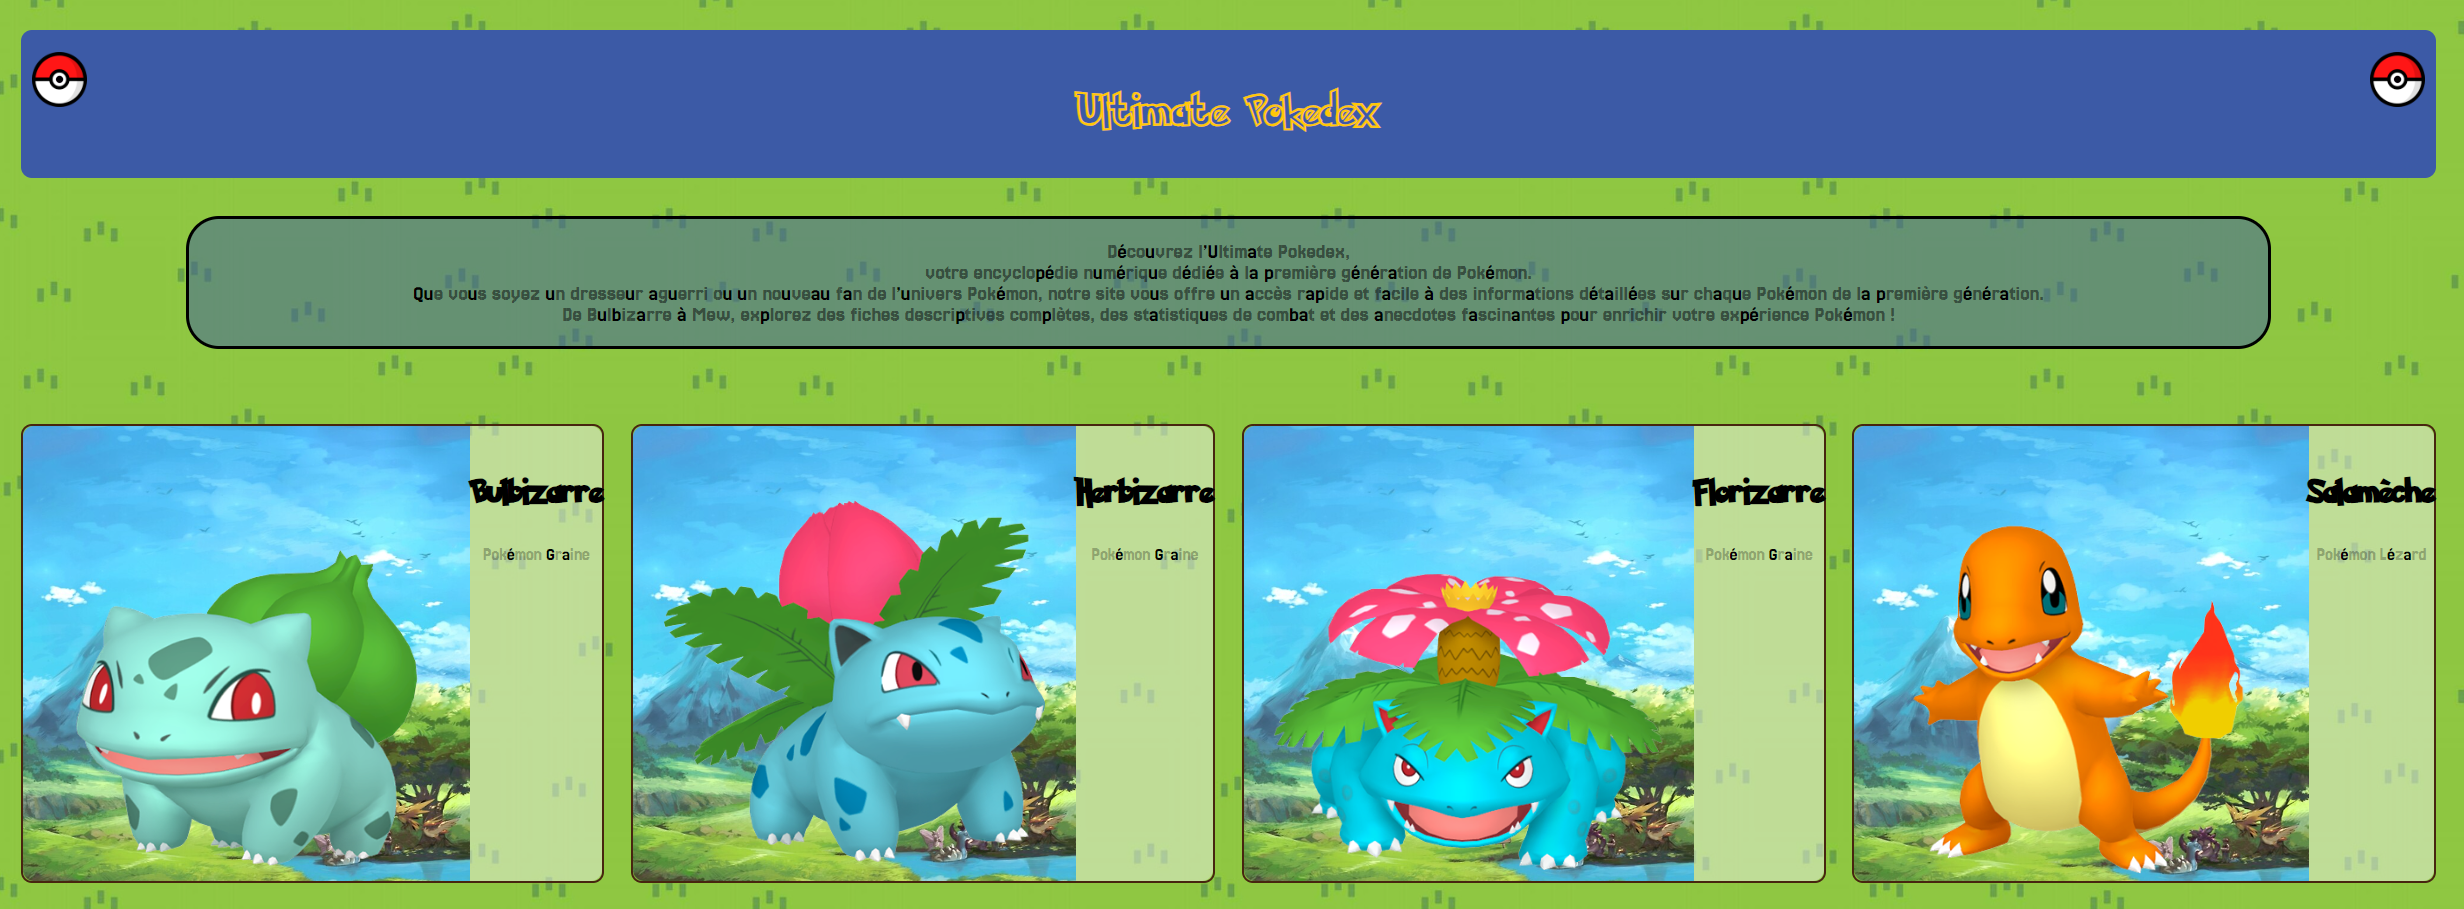 Ultimate Pokedex
Découvrez l'Ultimate Pokedex,
votre encyclopédie numérique dédiée à la première génération de Pokémon.
Que vous soyez un dresseur aguerri ou un nouveau fan de l'univers Pokémon, notre site vous offre un accès rapide et facile à des informations détaillées sur chaque Pokémon de la première génération.
De Bulbizarre à Mew, explorez des fiches descriptives complètes, des statistiques de combat et des anecdotes fascinantes pour enrichir votre expérience Pokémon !
Bulbizarre
Pokémon Graine
Herbizarre
Pokémon Graine
Florizarre
Pokémon Graine
Salamèche
Pokémon Lézard